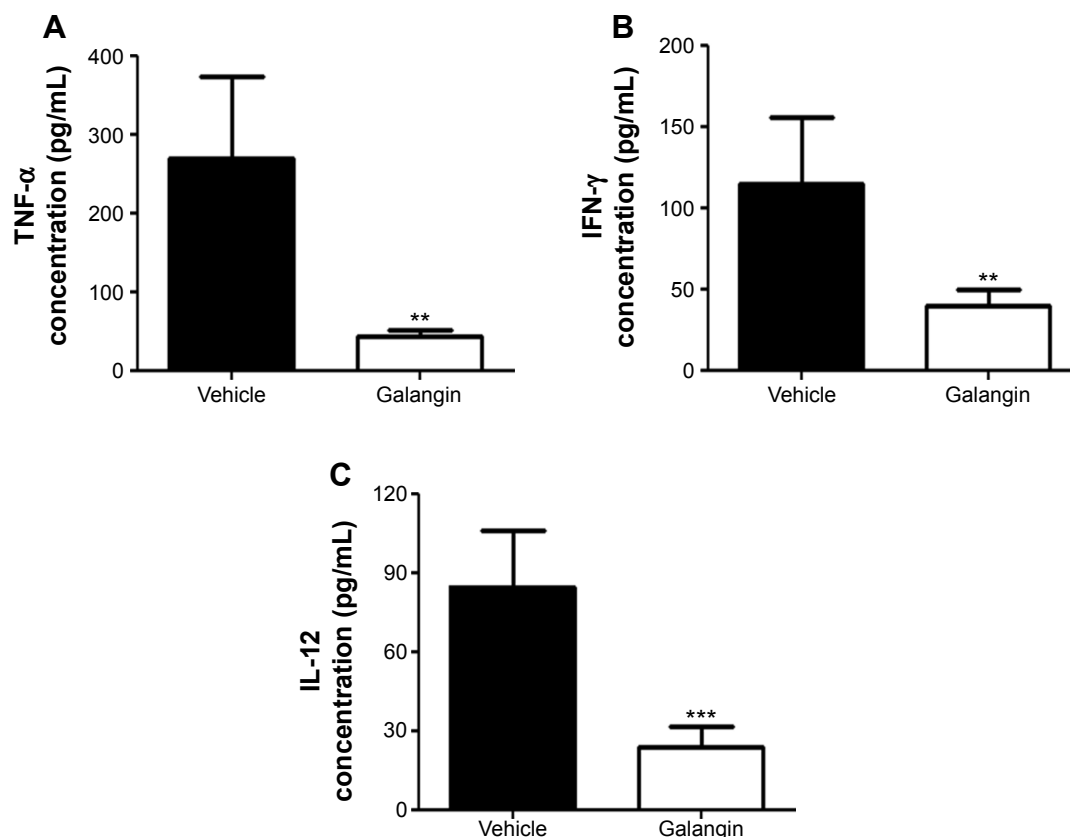 A
TNF-α
concentration (pg/mL)
400
300
200
100
0
**
Vehicle
Galangin
B
IFN-γ
concentration (pg/mL)
200
150
100
50
0
**
Vehicle
Galangin
C
IL-12
concentration (pg/mL)
120
90
60
30
0
***
Vehicle
Galangin